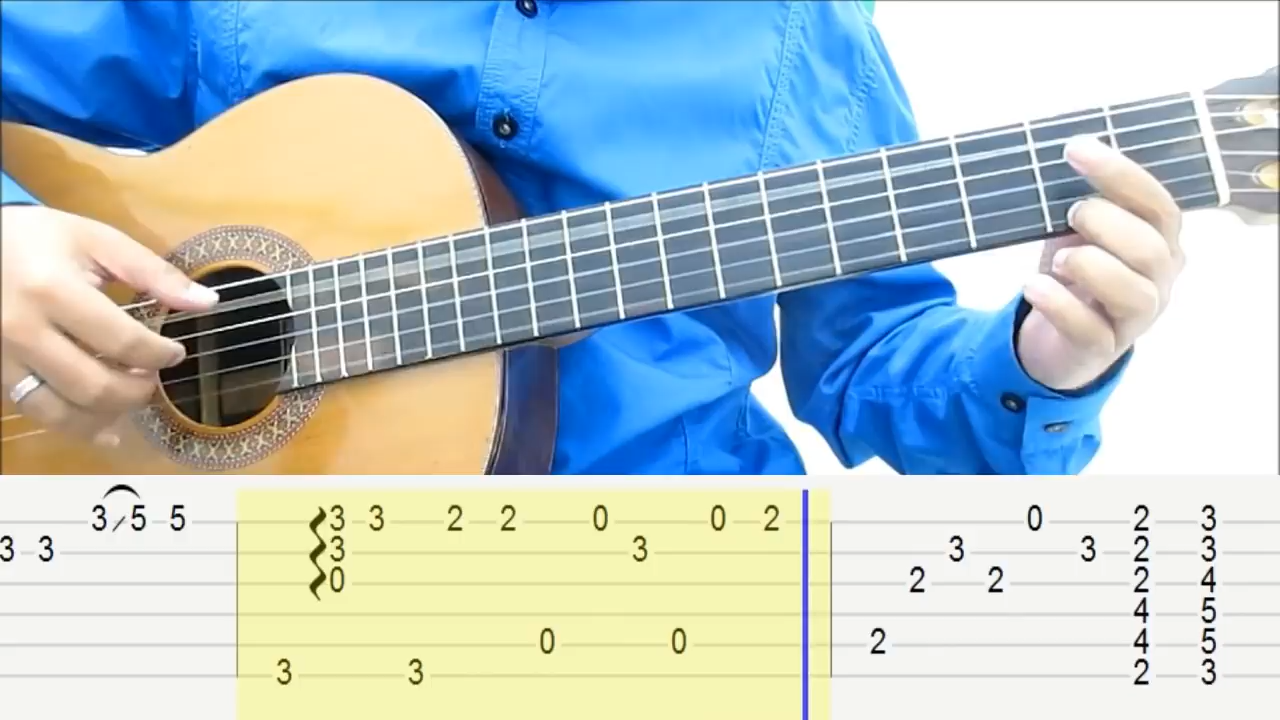 3 5 5 3 3 2 2 0 0 2 0 2 3
3 3 3 3 3 3 2 3
0 2 2 2 4
4 5
0 0 2 4 5
3 3 2 3